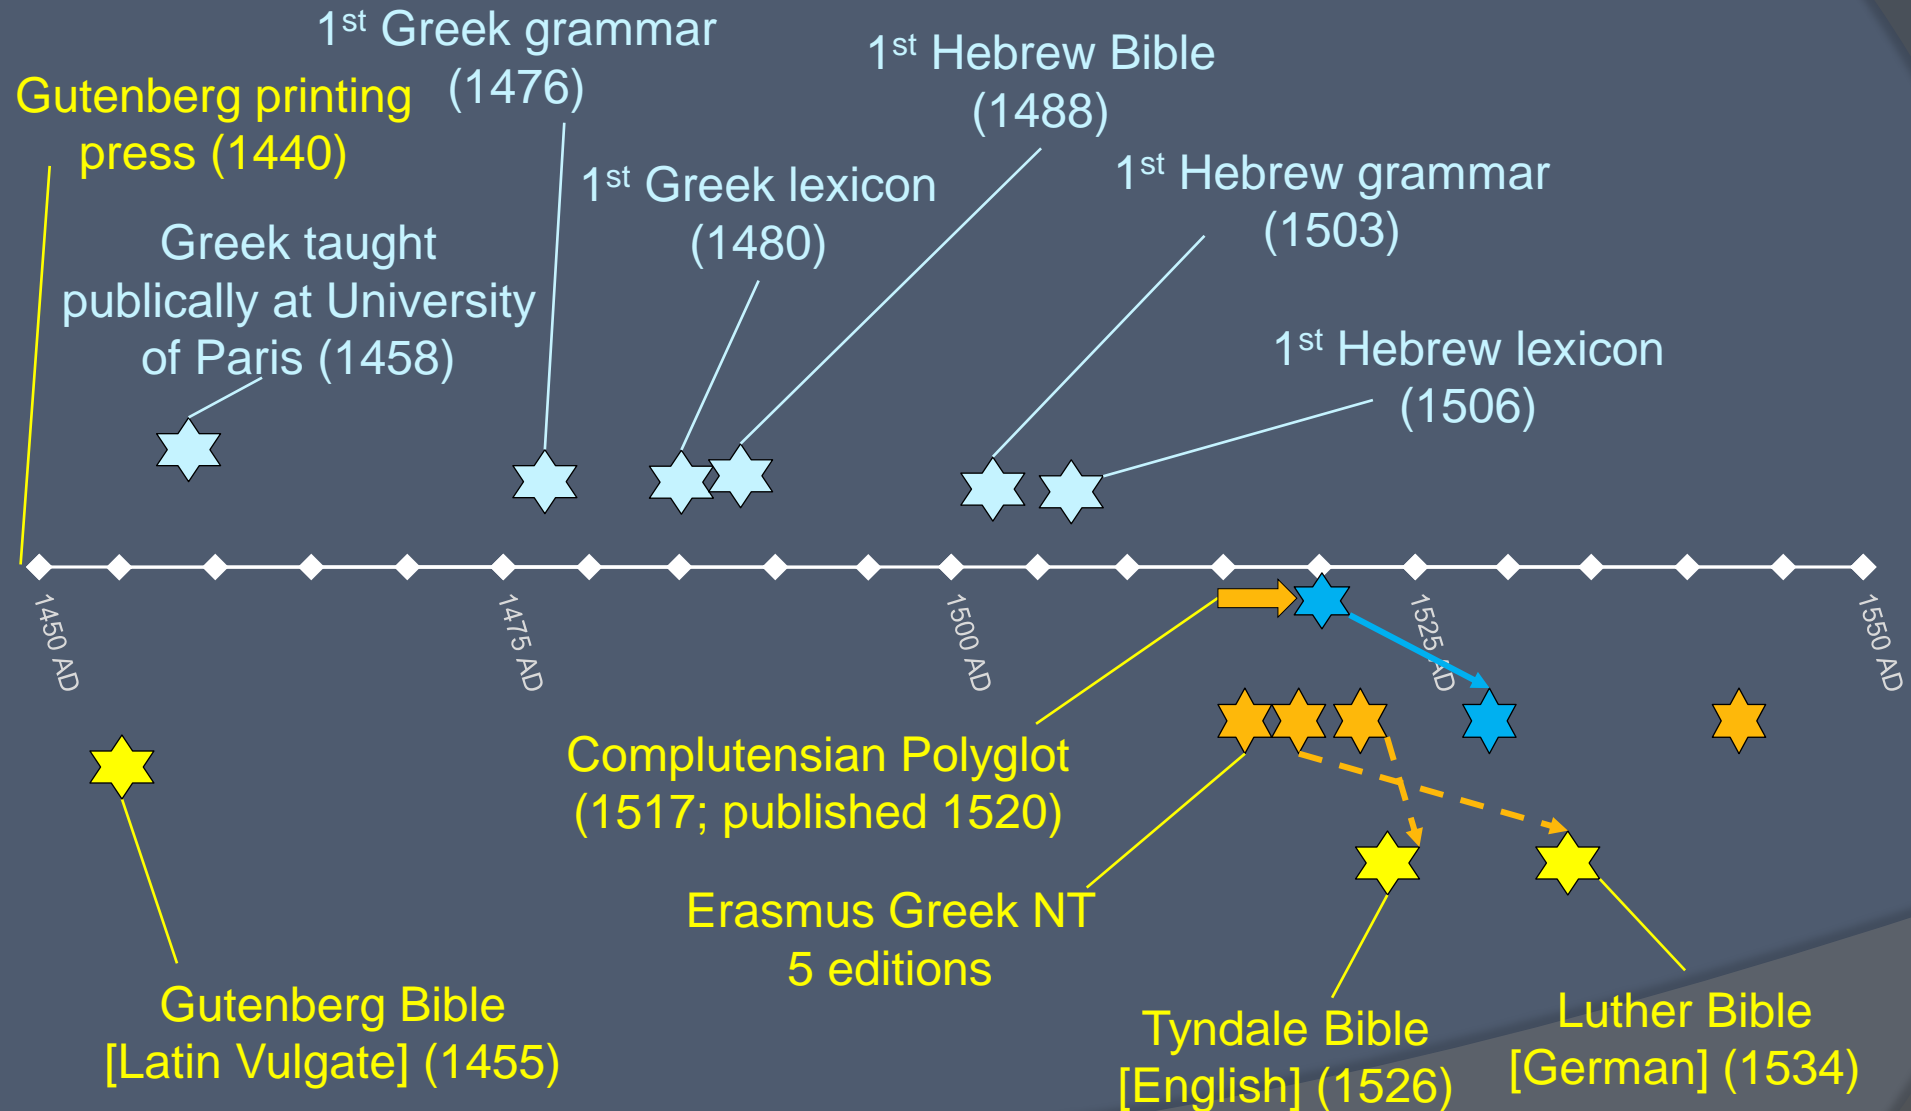 1st Greek grammar
(1476)
1st Hebrew Bible
(1488)
Gutenberg printing
press (1440)
1st Greek lexicon
(1480)
1st Hebrew grammar
(1503)
Greek taught
publically at University
of Paris (1458)
1st Hebrew lexicon
(1506)
1450 AD
1475 AD
1500 AD
1525 AD
1550 AD
Complutensian Polyglot
(1517; published 1520)
Erasmus Greek NT
5 editions
Gutenberg Bible
[Latin Vulgate] (1455)
Tyndale Bible
[English] (1526)
Luther Bible
[German] (1534)